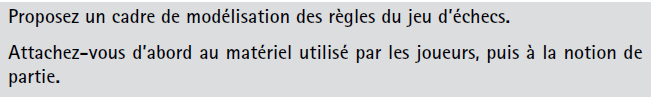 Proposez un cadre de modélisation des règles du jeu d’échecs.
Attachez-vous d’abord au matériel utilisé par les joueurs, puis à la notion de
partie.